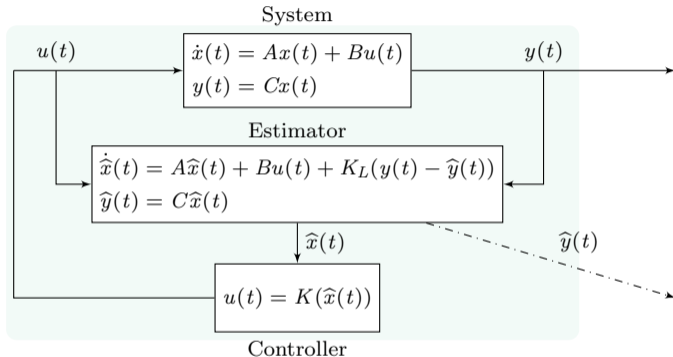 System
u(t)
ẋ(t) = Ax(t) + Bu(t)
y(t) = Cx(t)
y(t)
Estimator
x̂̇(t) = Ax̂(t) + Bu(t) + K_L(y(t) − ŷ(t))
ŷ(t) = Cx̂(t)
x̂(t)
ŷ(t)
u(t) = K(x̂(t))
Controller